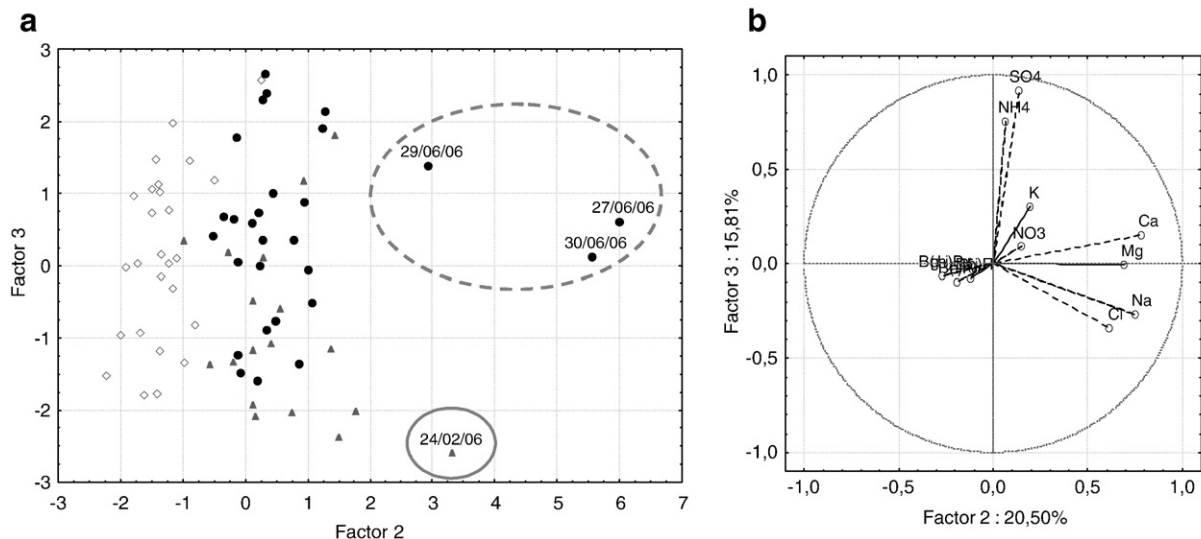 a
3
2
1
0
-1
-2
-3
Factor 3
29/06/06
27/06/06
30/06/06
24/02/06
-3 -2 -1 0 1 2 3 4 5 6 7
Factor 2
b
1,0
0,5
0,0
-0,5
-1,0
Factor 3 : 15,81%
SO4
NH4
K
NO3
Ca
Mg
Na
Cl
-1,0 -0,5 0,0 0,5 1,0
Factor 2 : 20,50%